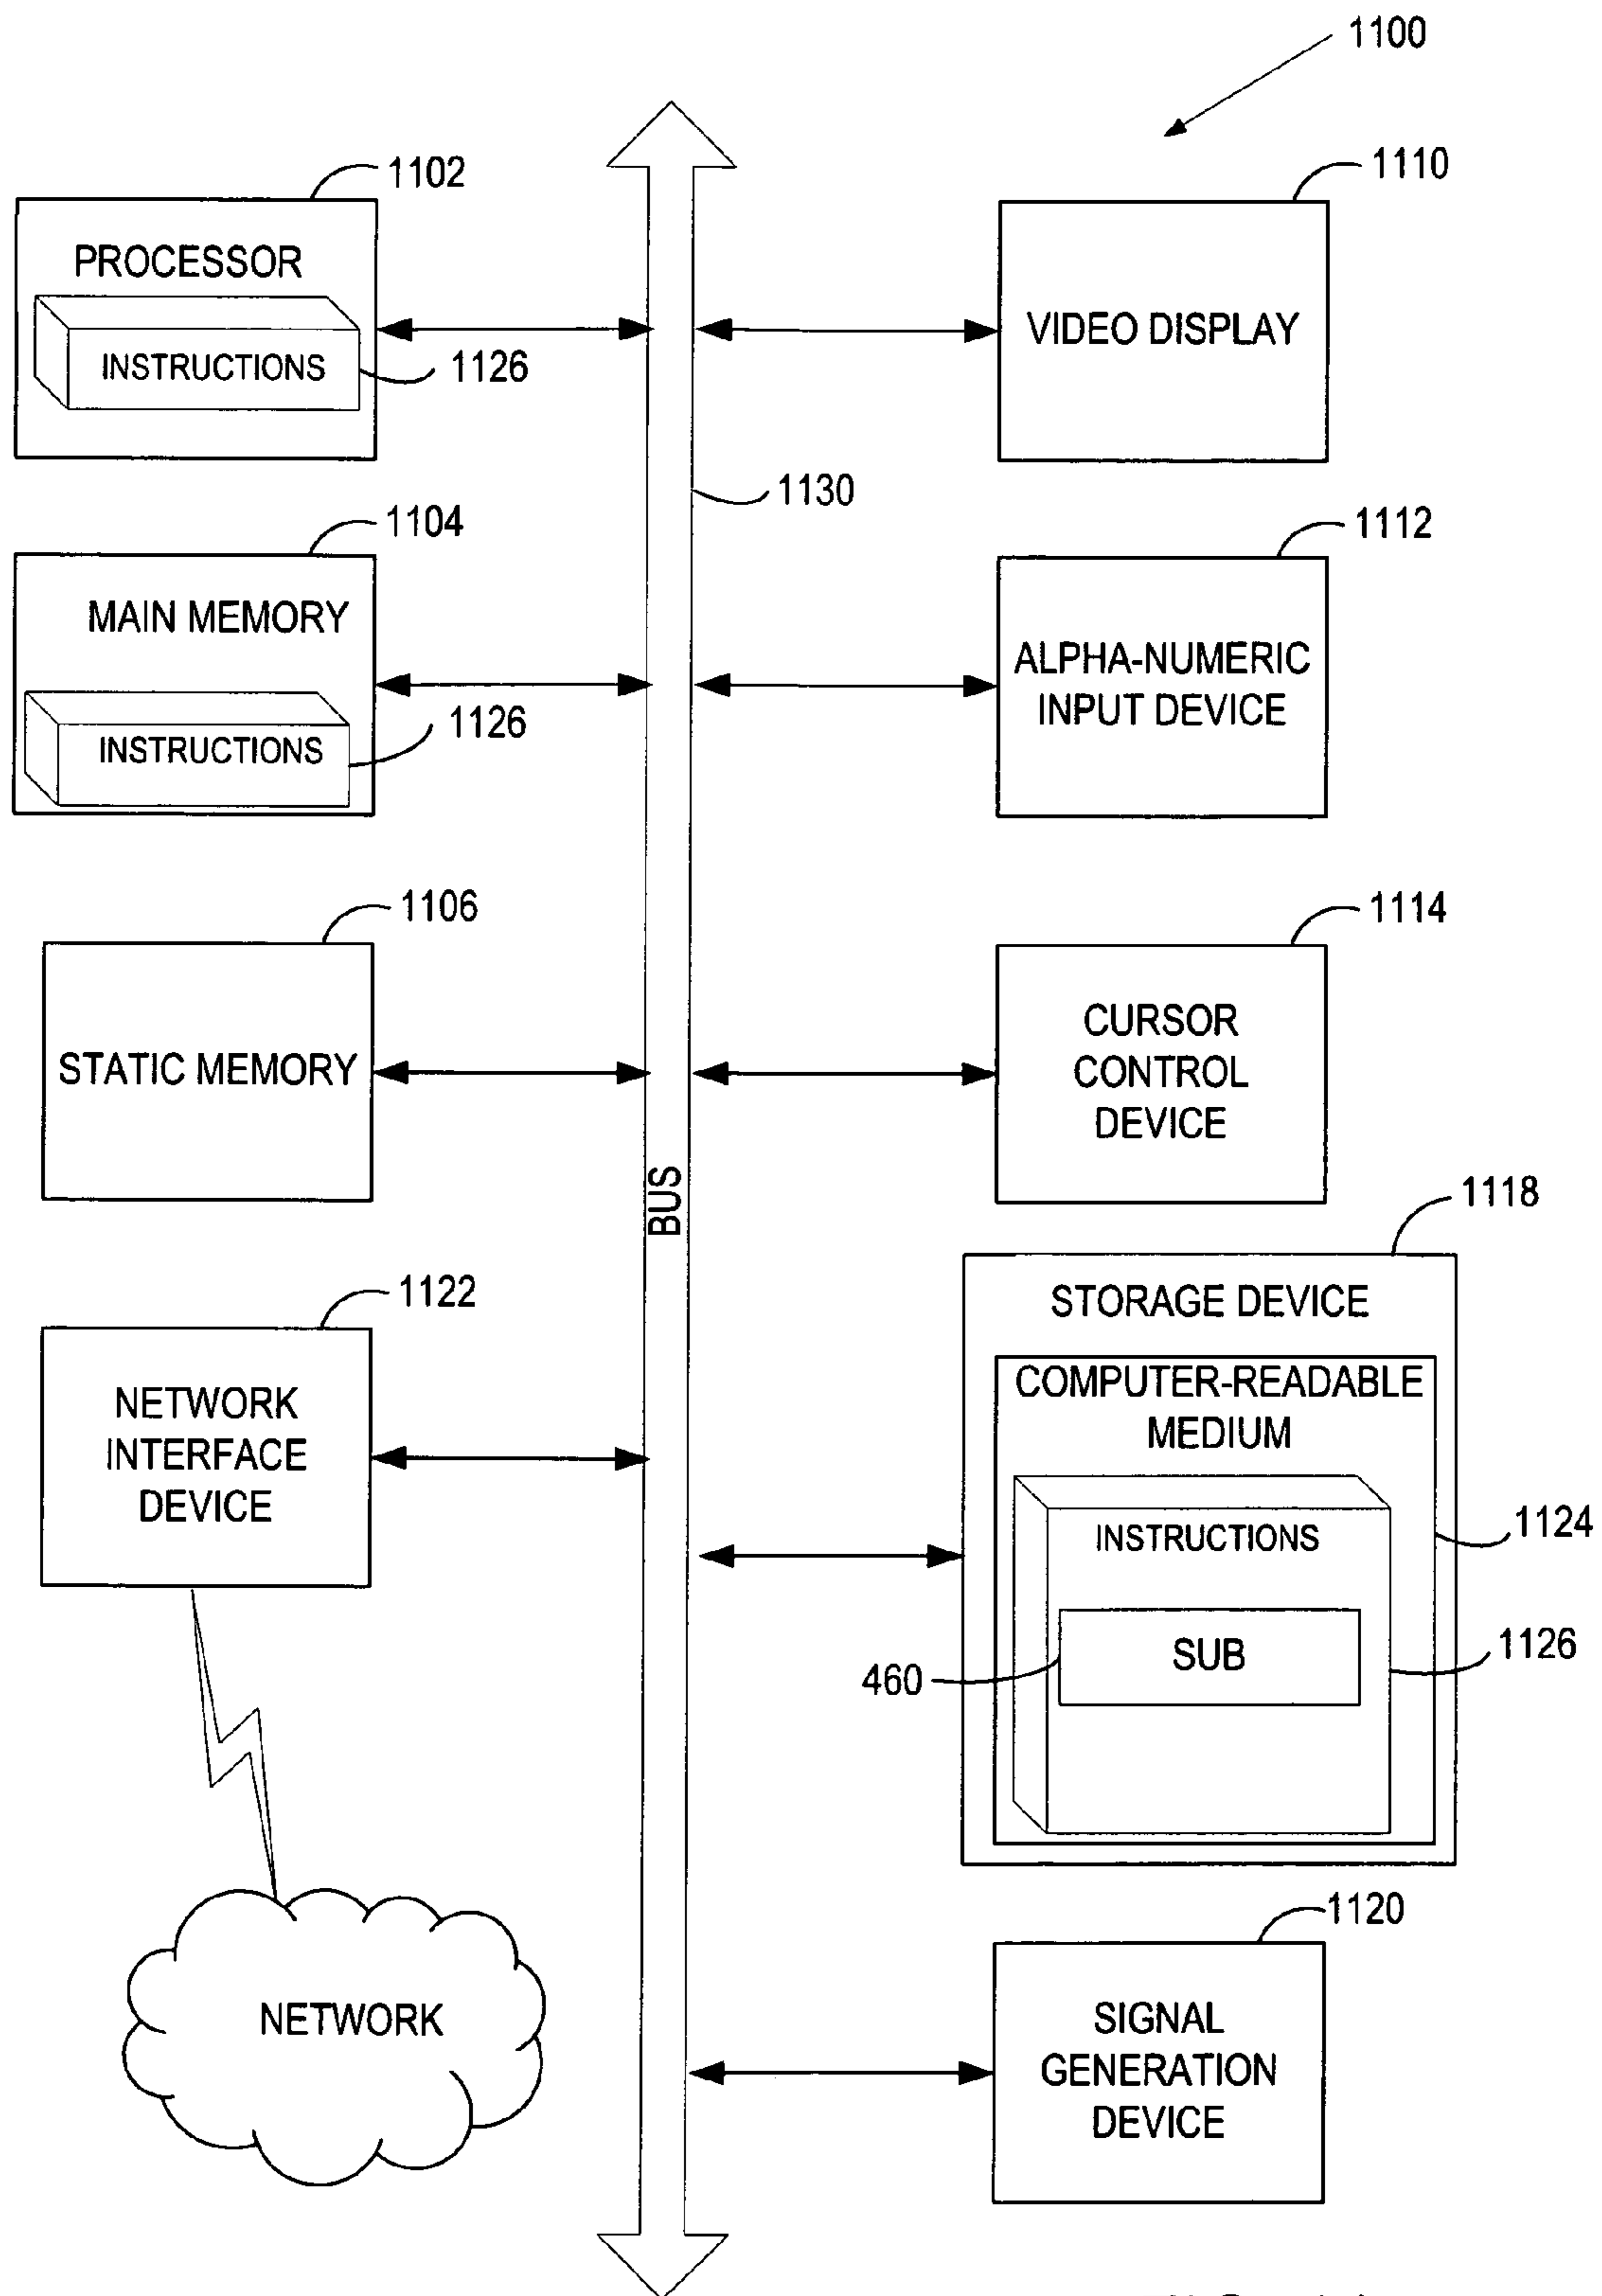 1100
1102
PROCESSOR
INSTRUCTIONS
1126
1110
VIDEO DISPLAY
1130
1104
MAIN MEMORY
INSTRUCTIONS
1126
1112
ALPHA-NUMERIC
INPUT DEVICE
1106
STATIC MEMORY
1114
CURSOR
CONTROL
DEVICE
BUS
1122
NETWORK
INTERFACE
DEVICE
1118
STORAGE DEVICE
COMPUTER-READABLE
MEDIUM
1124
INSTRUCTIONS
SUB
1126
460
NETWORK
1120
SIGNAL
GENERATION
DEVICE